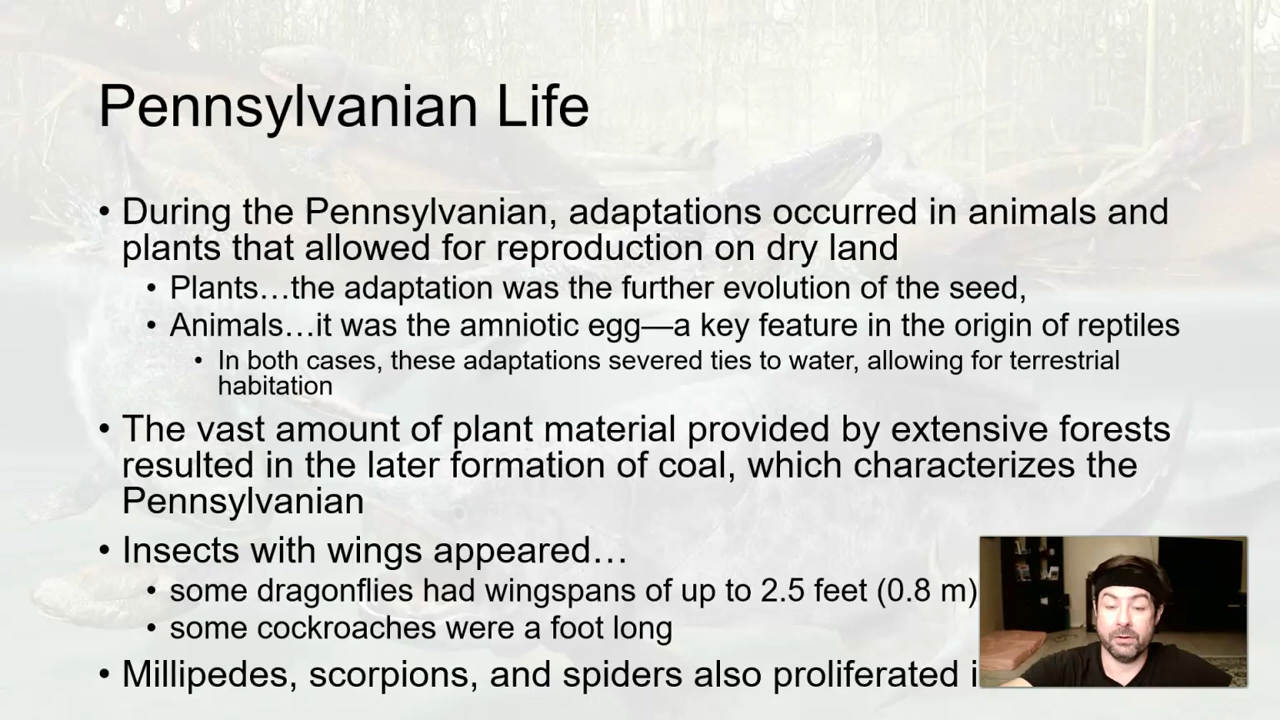 Pennsylvanian Life
• During the Pennsylvanian, adaptations occurred in animals and
plants that allowed for reproduction on dry land
• Plants…the adaptation was the further evolution of the seed,
• Animals…it was the amniotic egg—a key feature in the origin of reptiles
• In both cases, these adaptations severed ties to water, allowing for terrestrial
habitation
• The vast amount of plant material provided by extensive forests
resulted in the later formation of coal, which characterizes the
Pennsylvanian
• Insects with wings appeared…
• some dragonflies had wingspans of up to 2.5 feet (0.8 m)
• some cockroaches were a foot long
• Millipedes, scorpions, and spiders also proliferated